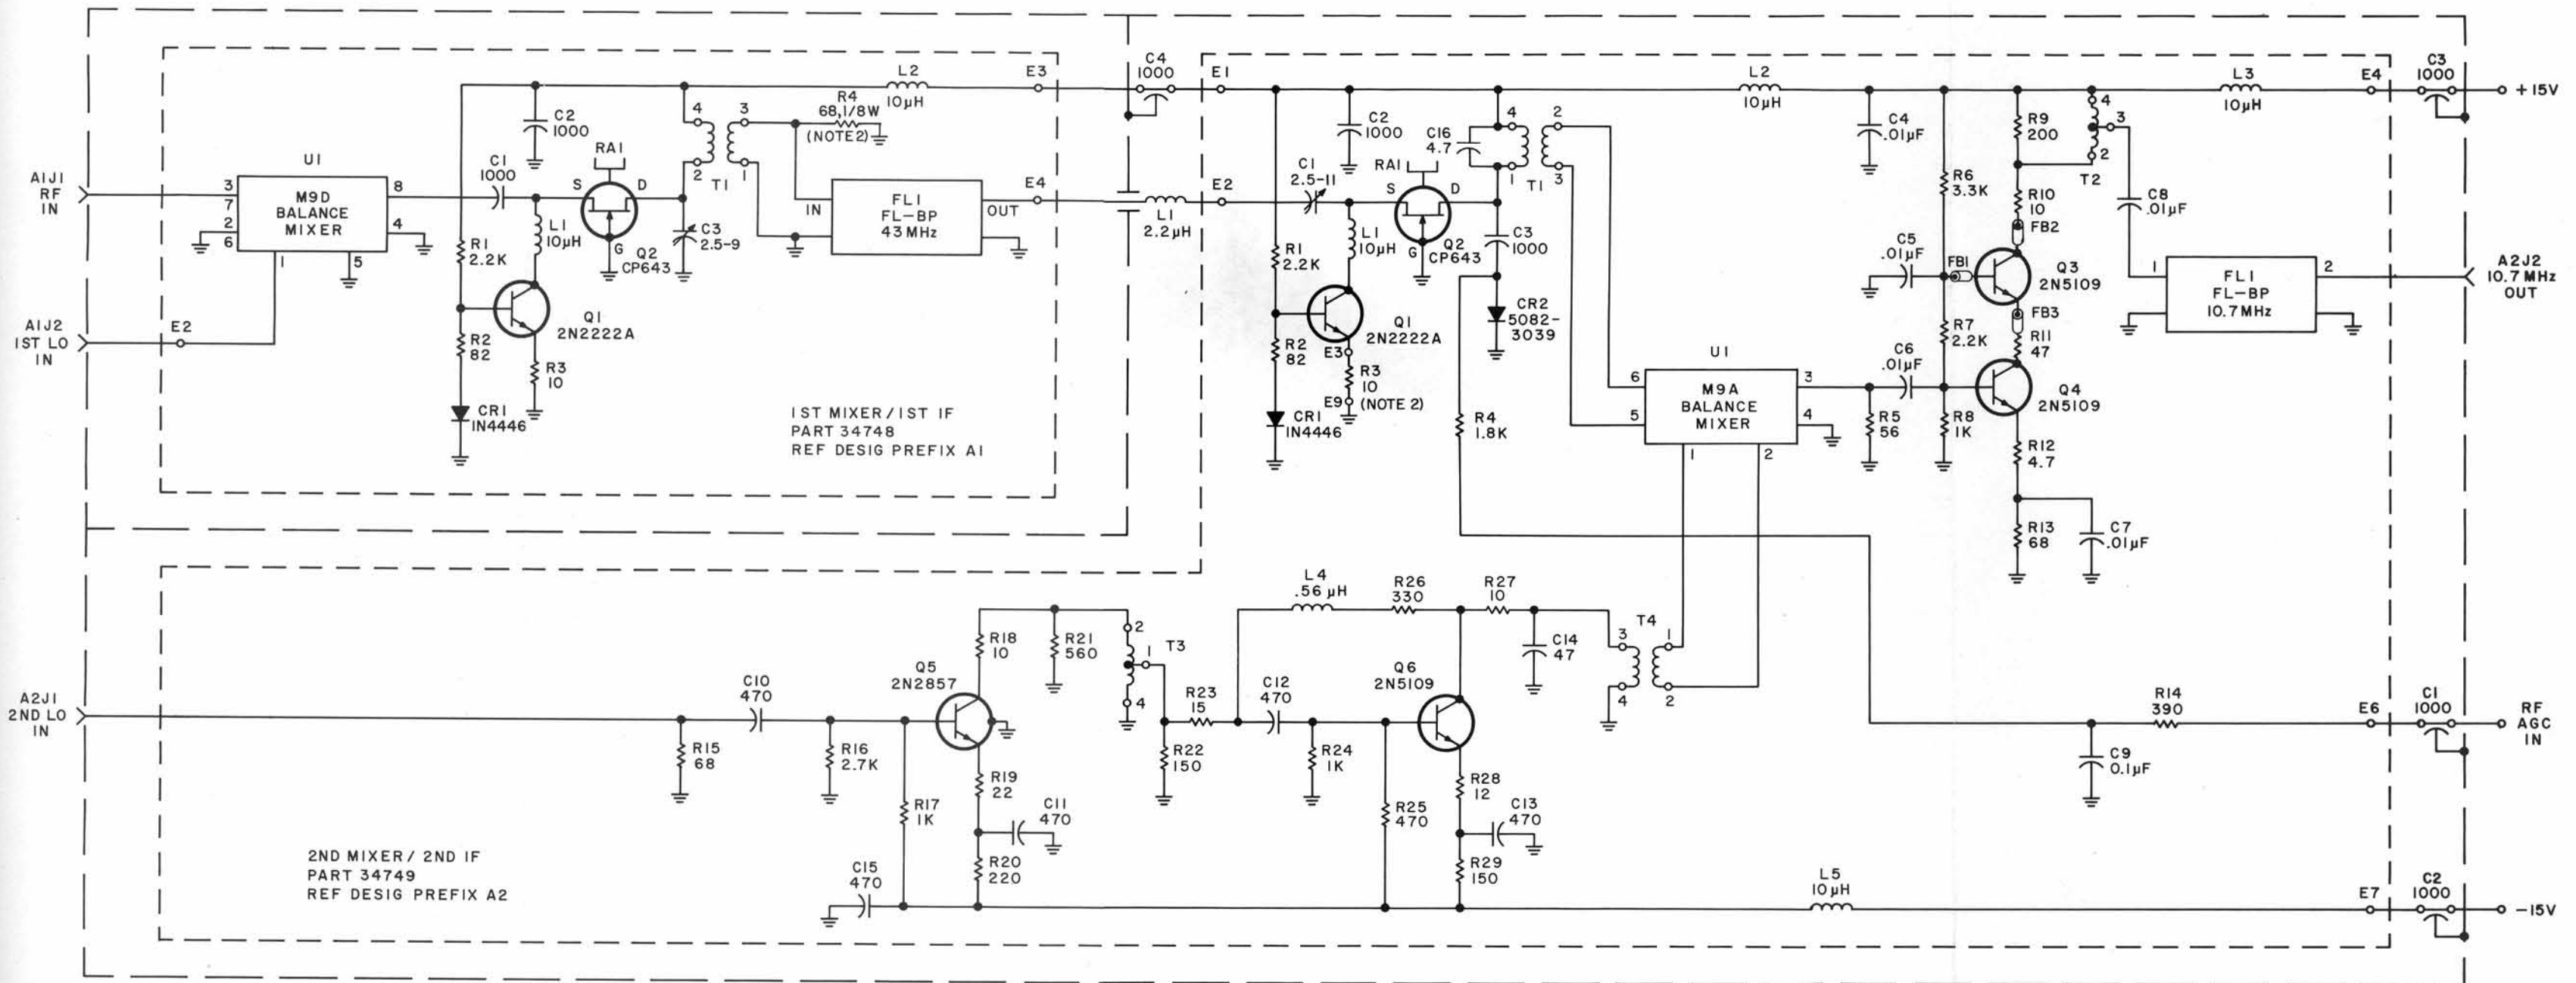 A1J1
RF
IN
A1J2
1ST LO
IN
E2
U1
M9D
BALANCE
MIXER
3
7
2
6
8
4
1
5
C1
1000
C2
1000
R1
2.2K
R2
82
CR1
IN4446
L1
10µH
Q1
2N2222A
R3
10
RA1
S
D
G
Q2
CP643
C3
2.5-9
4
3
2
1
T1
R4
68,1/8W
(NOTE 2)
L2
10µH
E3
IN
FL1
FL-BP
43MHz
OUT
E4
1ST MIXER/1ST IF
PART 34748
REF DESIG PREFIX A1
C4
1000
L1
2.2µH
E1
E2
C2
1000
C1
2.5-11
R1
2.2K
R2
82
CR1
IN4446
L1
10µH
Q1
2N2222A
E3
R3
10
E9
(NOTE 2)
RA1
S
D
G
Q2
CP643
C16
4.7
4
2
1
3
T1
C3
1000
CR2
5082-
3039
R4
1.8K
L2
10µH
U1
M9A
BALANCE
MIXER
6
5
3
4
1
2
C4
.01µF
R5
56
C5
.01µF
C6
.01µF
R6
3.3K
R7
2.2K
R8
1K
FB1
R9
200
R10
10
FB2
Q3
2N5109
FB3
R11
47
Q4
2N5109
R12
4.7
R13
68
C7
.01µF
4
3
2
T2
C8
.01µF
L3
10µH
E4
C3
1000
+15V
1
FL1
FL-BP
10.7MHz
2
A2J2
10.7 MHz
OUT
A2J1
2ND LO
IN
2ND MIXER/ 2ND IF
PART 34749
REF DESIG PREFIX A2
R15
68
C10
470
R16
2.7K
R17
1K
C15
470
Q5
2N2857
R18
10
R19
22
C11
470
R20
220
R21
560
2
1
4
T3
R22
150
R23
15
L4
.56 µH
R26
330
R27
10
C12
470
R24
1K
R25
470
Q6
2N5109
R28
12
C13
470
R29
150
C14
47
3
4
T4
1
2
L5
10µH
R14
390
C9
0.1µF
E6
C1
1000
RF
AGC
IN
E7
C2
1000
-15V